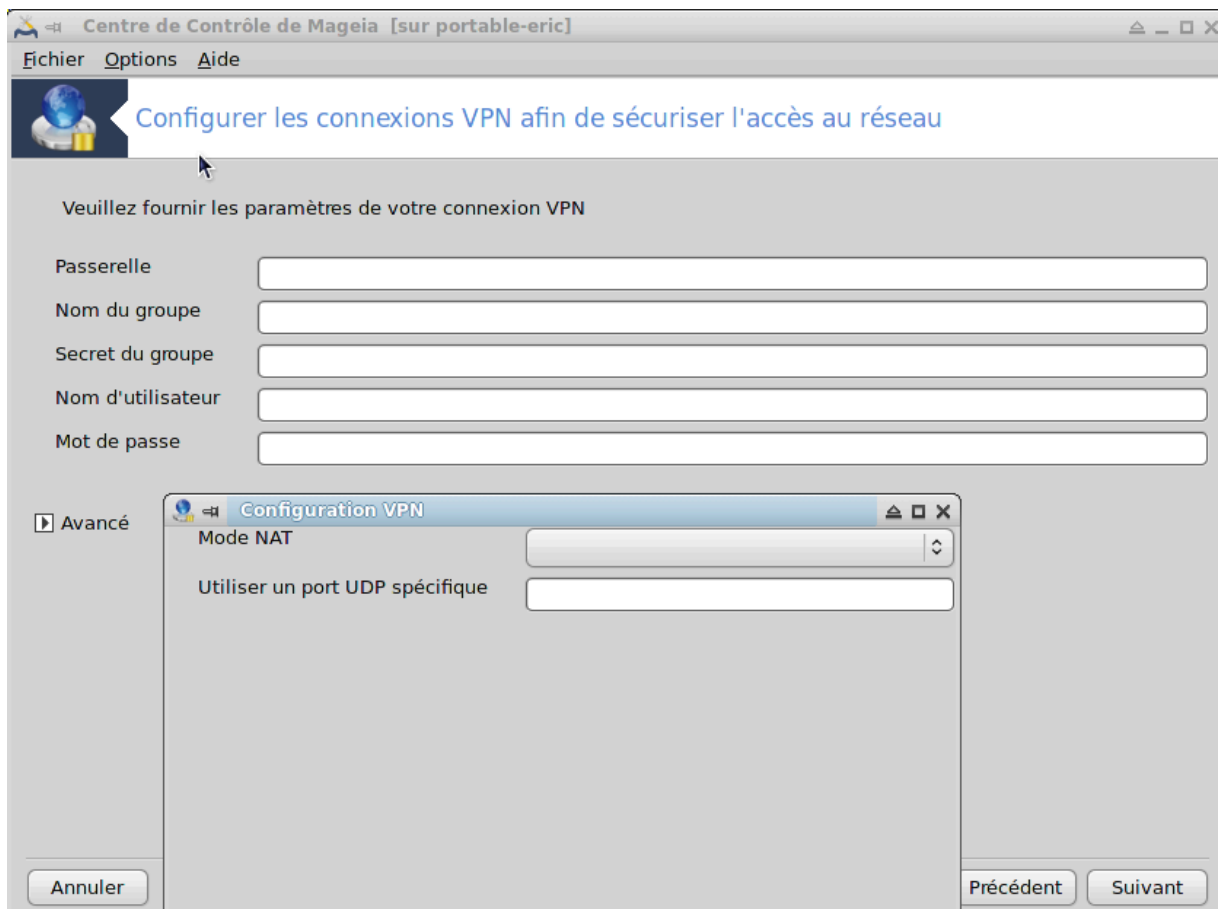 Centre de Contrôle de Mageia [sur portable-eric]
Fichier Options Aide
Configurer les connexions VPN afin de sécuriser l'accès au réseau
Veuillez fournir les paramètres de votre connexion VPN
Passerelle
Nom du groupe
Secret du groupe
Nom d'utilisateur
Mot de passe
Avancé
Configuration VPN
Mode NAT
Utiliser un port UDP spécifique
Annuler Précédent Suivant